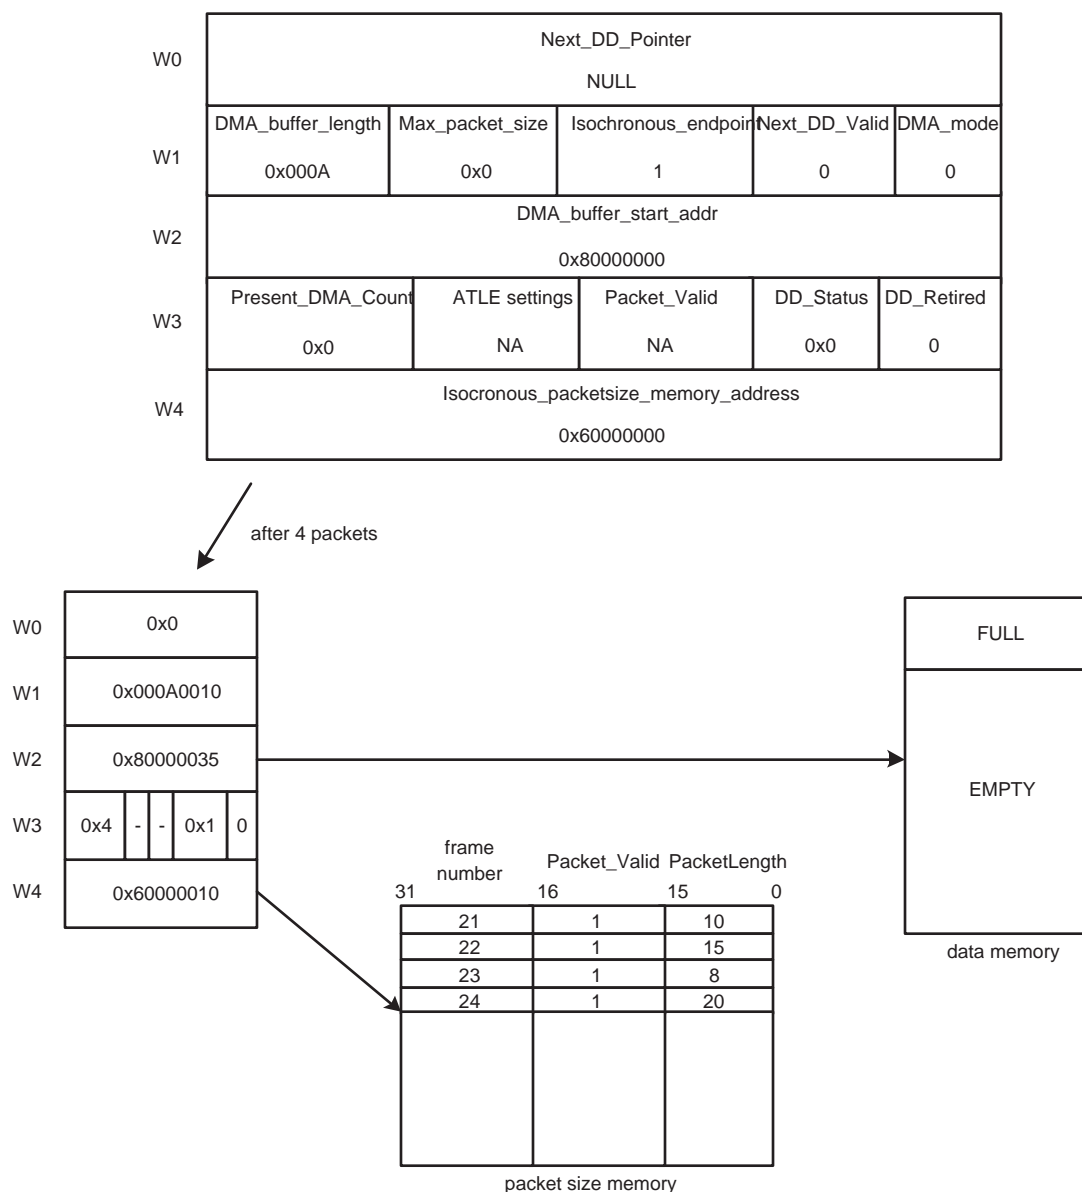 Next_DD_Pointer
W0
NULL
DMA_buffer_length Max_packet_size Isochronous_endpoint Next_DD_Valid DMA_mode
W1
0x000A 0x0 1 0 0
DMA_buffer_start_addr
W2
0x80000000
Present_DMA_Count ATLE settings Packet_Valid DD_Status DD_Retired
W3
0x0 NA NA 0x0 0
Isocronous_packetsize_memory_address
W4
0x60000000
after 4 packets
W0 0x0
W1 0x000A0010
W2 0x80000035
W3 0x4 - - 0x1 0
W4 0x60000010
FULL
EMPTY
data memory
frame
number Packet_Valid PacketLength
31 16 15 0
21 1 10
22 1 15
23 1 8
24 1 20
packet size memory